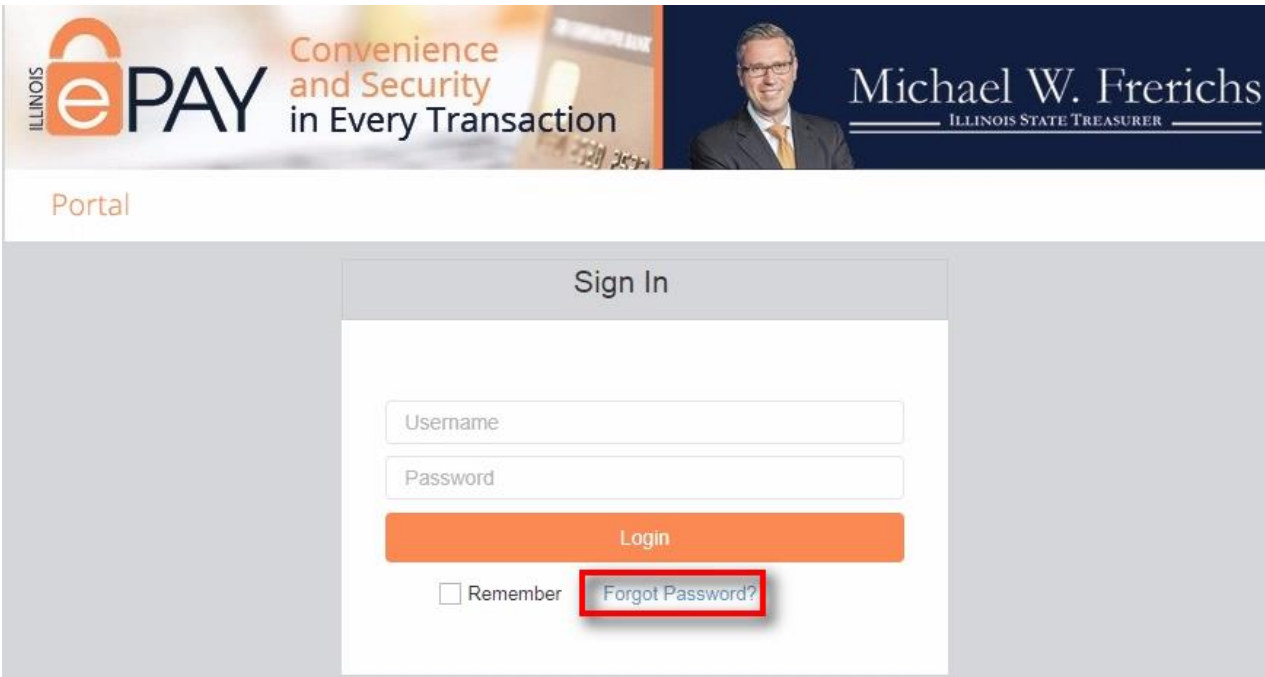 ILLINOIS
ePAY
Convenience
and Security
in Every Transaction
Michael W. Frerichs
ILLINOIS STATE TREASURER
Portal
Sign In
Username
Password
Login
Remember
Forgot Password?